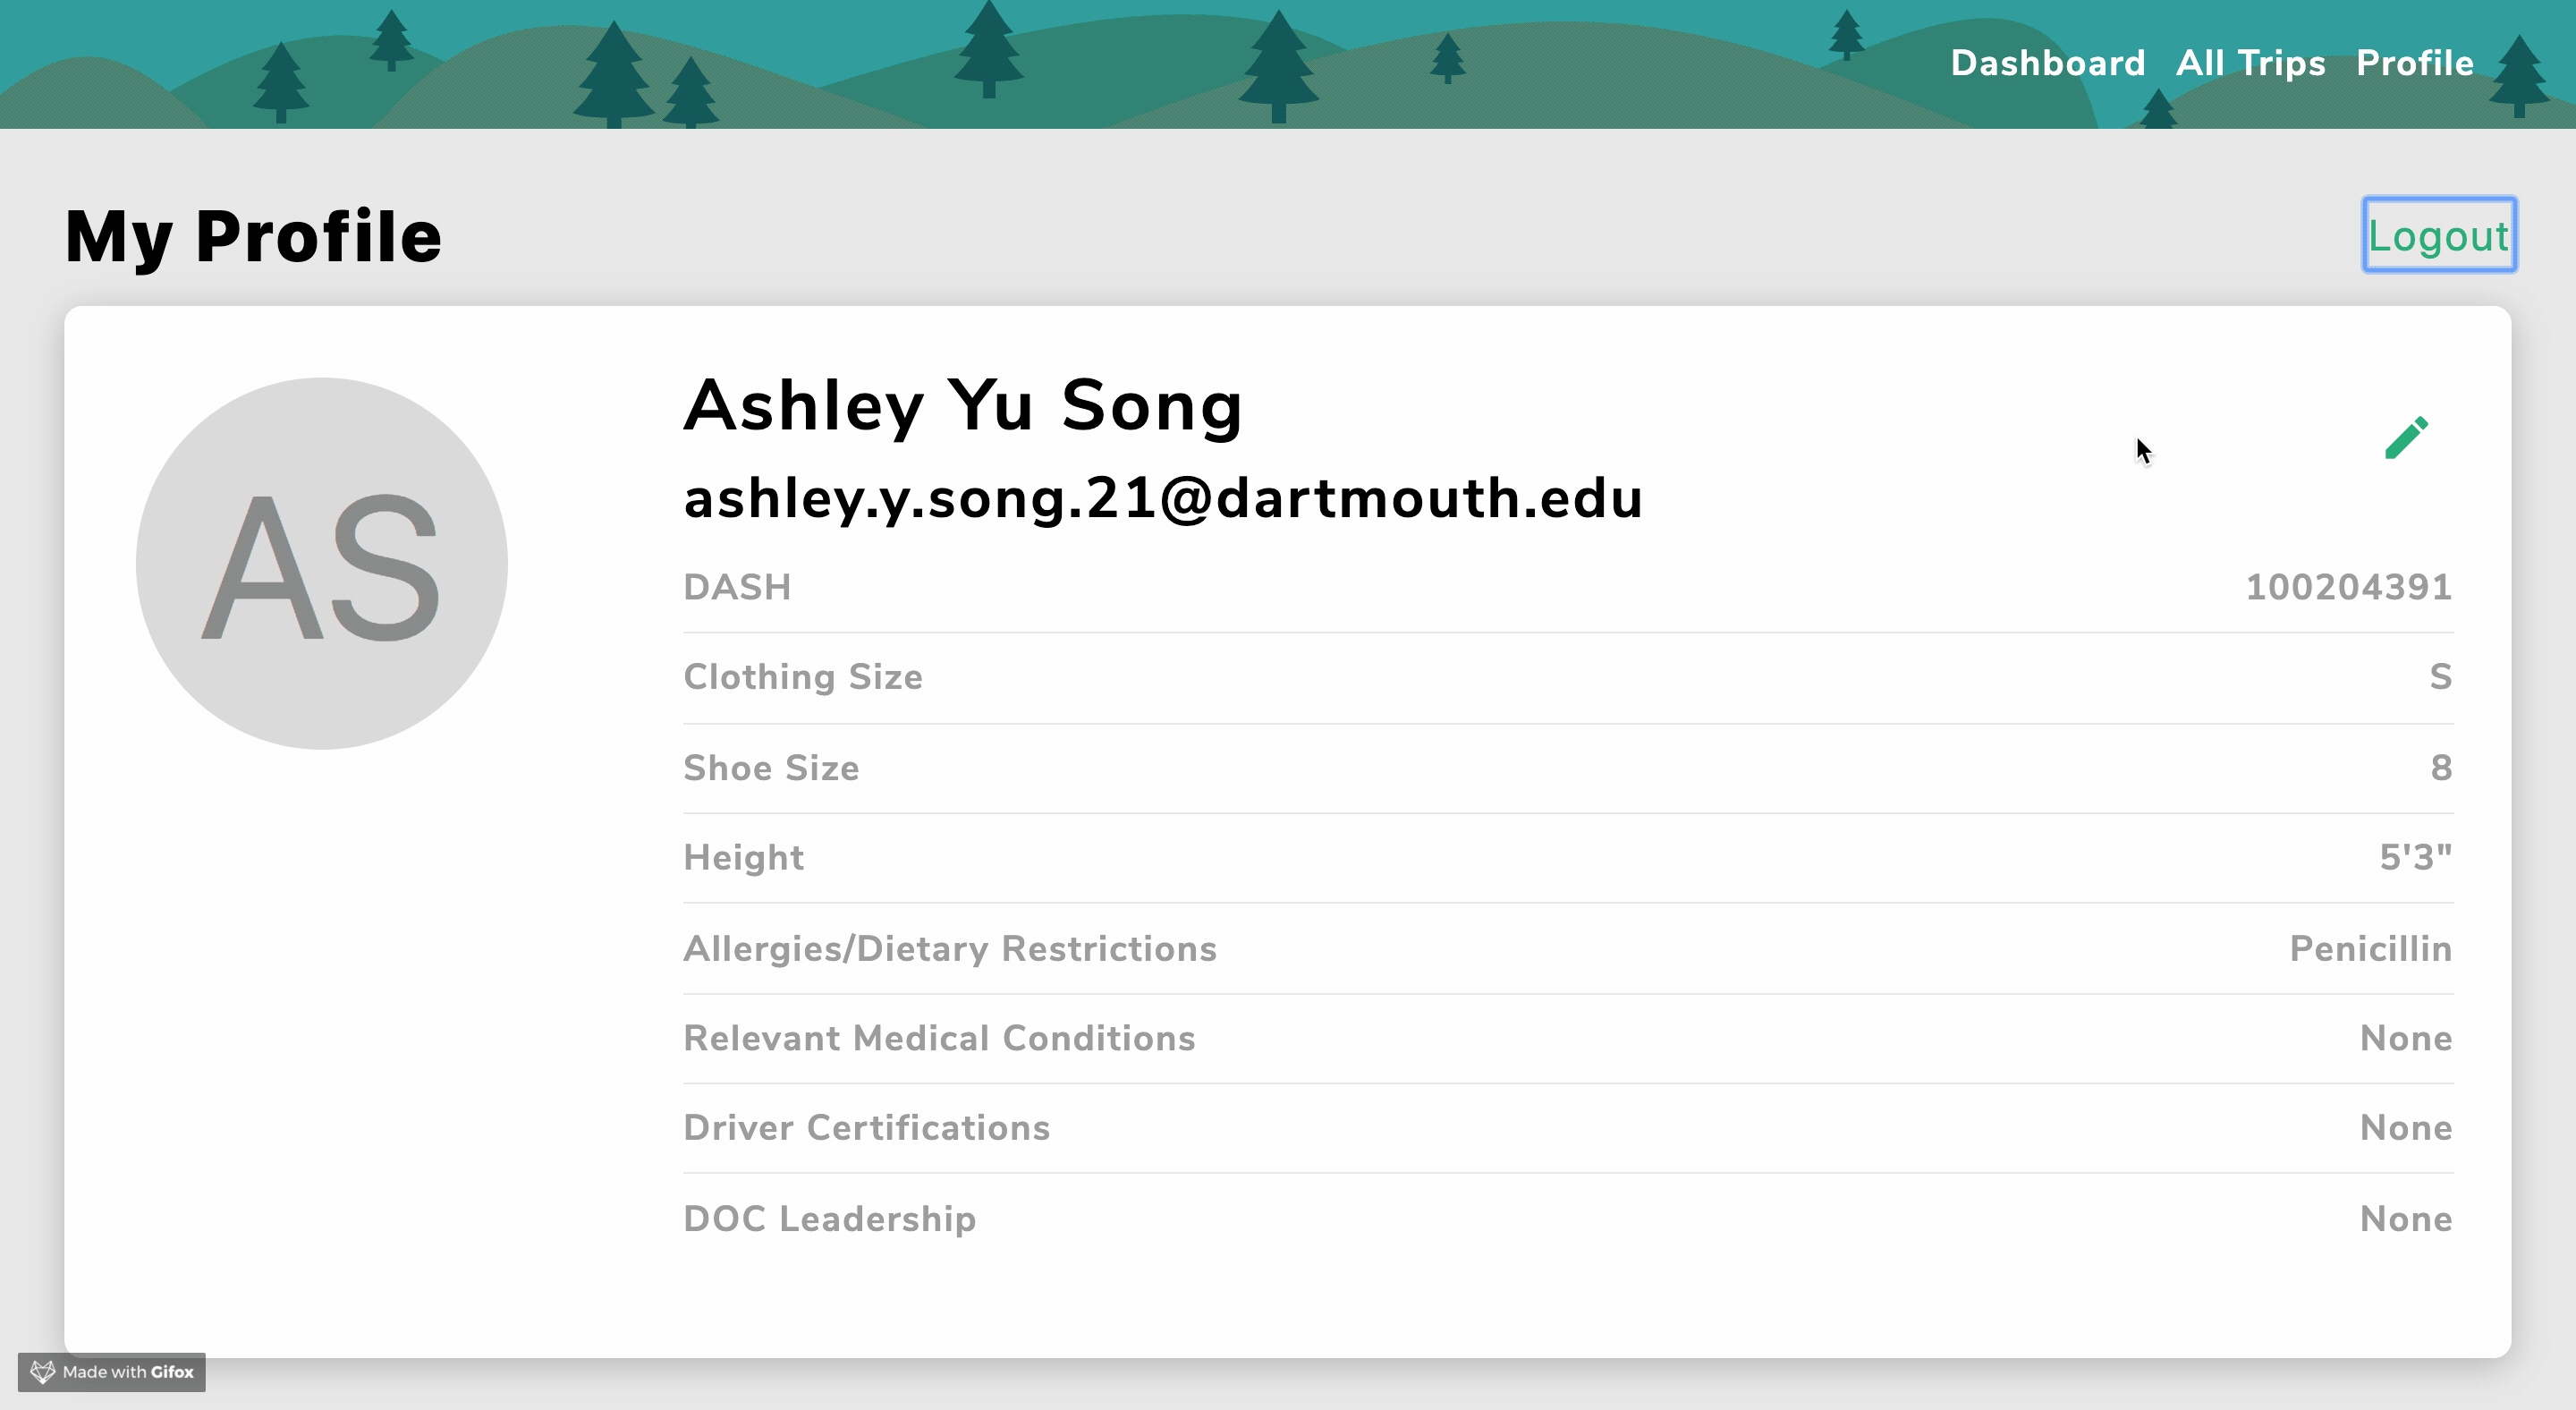 Dashboard All Trips Profile
My Profile
Logout
AS
Ashley Yu Song
ashley.y.song.21@dartmouth.edu
DASH 100204391
Clothing Size S
Shoe Size 8
Height 5'3"
Allergies/Dietary Restrictions Penicillin
Relevant Medical Conditions None
Driver Certifications None
DOC Leadership None
Made with Gifox